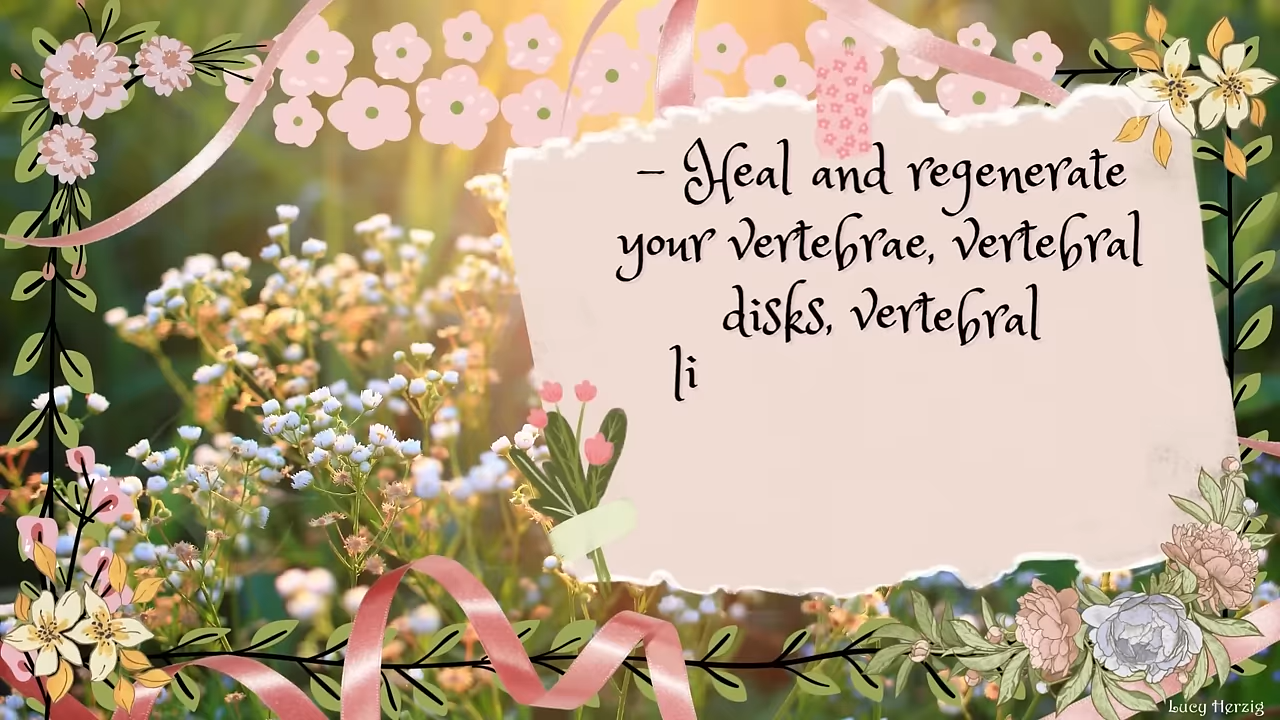 – Heal and regenerate
your vertebrae, vertebral
disks, vertebral
li
Lucy Herzig